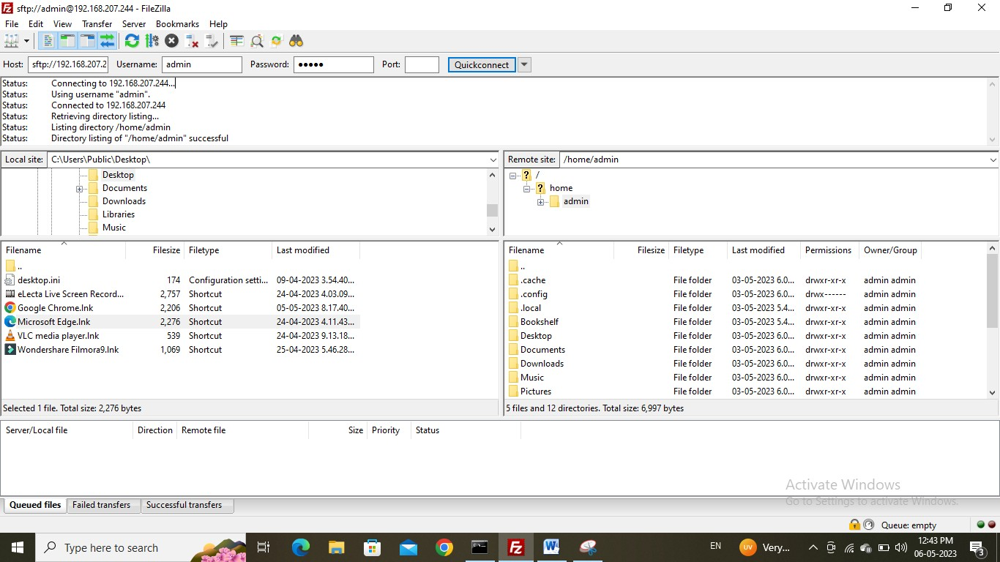 sftp://admin@192.168.207.244 - FileZilla
File Edit View Transfer Server Bookmarks Help
Host: sftp://192.168.207.2 Username: admin Password: ●●●●● Port: Quickconnect
Status: Connecting to 192.168.207.244...
Status: Using username "admin".
Status: Connected to 192.168.207.244
Status: Retrieving directory listing...
Status: Listing directory /home/admin
Status: Directory listing of "/home/admin" successful
Local site: C:\Users\Public\Desktop\
Desktop
Documents
Downloads
Libraries
Music
Filename Filesize Filetype Last modified
..
desktop.ini 174 Configuration setti... 09-04-2023 3.54.40...
eLecta Live Screen Record... 2,757 Shortcut 24-04-2023 4.03.09...
Google Chrome.lnk 2,206 Shortcut 05-05-2023 8.17.40...
Microsoft Edge.lnk 2,276 Shortcut 24-04-2023 4.11.43...
VLC media player.lnk 539 Shortcut 24-04-2023 9.13.18...
Wondershare Filmora9.lnk 1,069 Shortcut 25-04-2023 5.46.28...
Selected 1 file. Total size: 2,276 bytes
Remote site: /home/admin
/
home
admin
Filename Filesize Filetype Last modified Permissions Owner/Group
..
.cache File folder 03-05-2023 6.0... drwxr-xr-x admin admin
.config File folder 03-05-2023 6.0... drwx------ admin admin
.local File folder 03-05-2023 5.4... drwxr-xr-x admin admin
Bookshelf File folder 03-05-2023 5.4... drwxr-xr-x admin admin
Desktop File folder 03-05-2023 6.0... drwxr-xr-x admin admin
Documents File folder 03-05-2023 6.0... drwxr-xr-x admin admin
Downloads File folder 03-05-2023 6.0... drwxr-xr-x admin admin
Music File folder 03-05-2023 6.0... drwxr-xr-x admin admin
Pictures File folder 03-05-2023 6.0... drwxr-xr-x admin admin
5 files and 12 directories. Total size: 6,997 bytes
Server/Local file Direction Remote file Size Priority Status
Activate Windows
Go to Settings to activate Windows.
Queued files Failed transfers Successful transfers
Queue: empty
Type here to search
EN
UV Very...
12:43 PM
06-05-2023
3